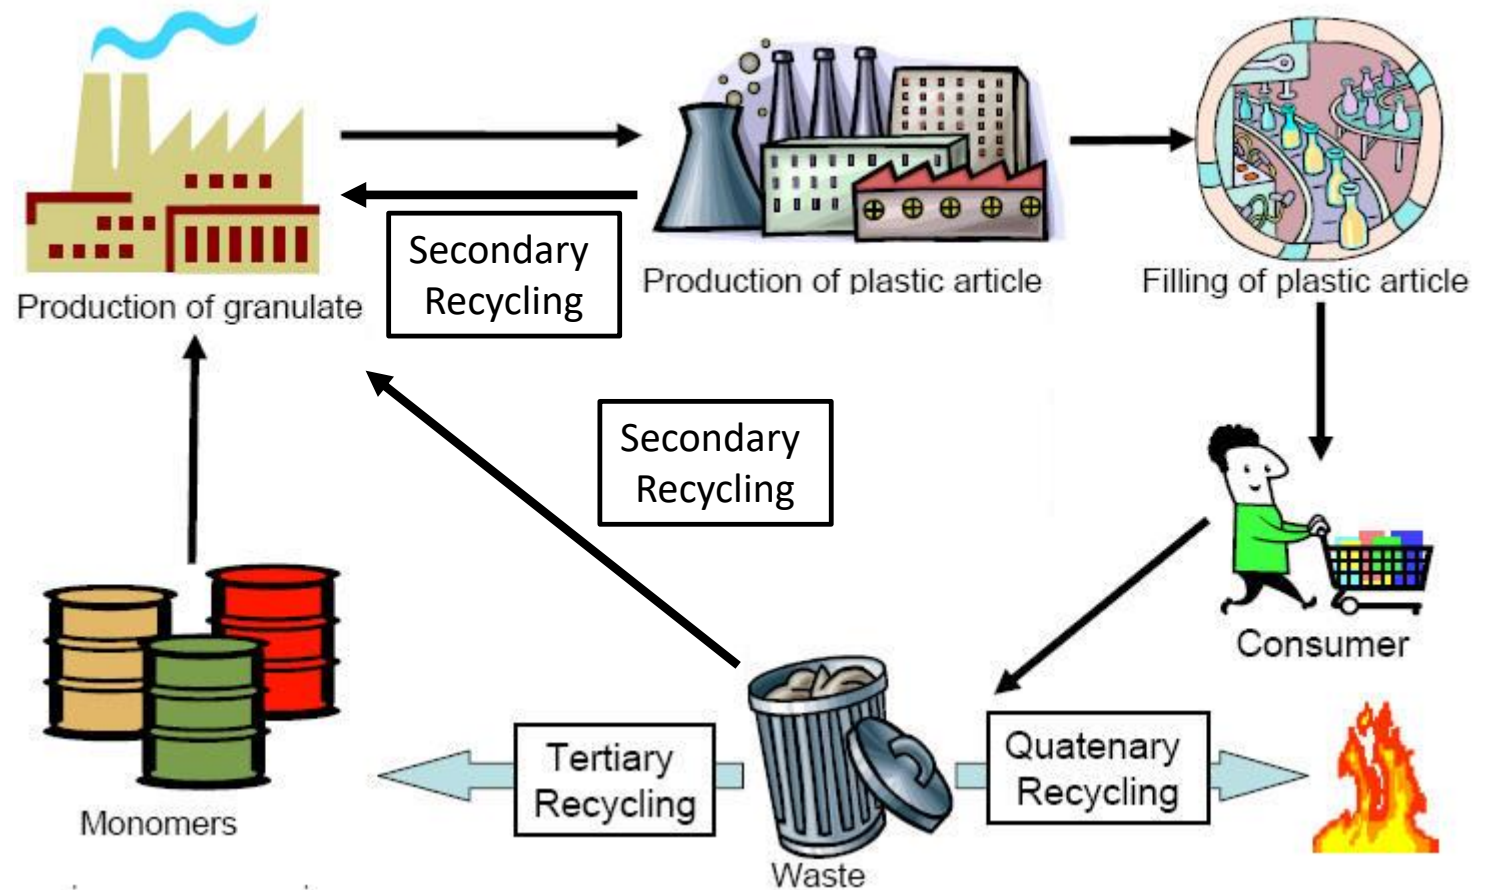 Secondary
Recycling
Production of granulate
Production of plastic article
Filling of plastic article
Secondary
Recycling
Consumer
Tertiary
Recycling
Quatenary
Recycling
Monomers
Waste